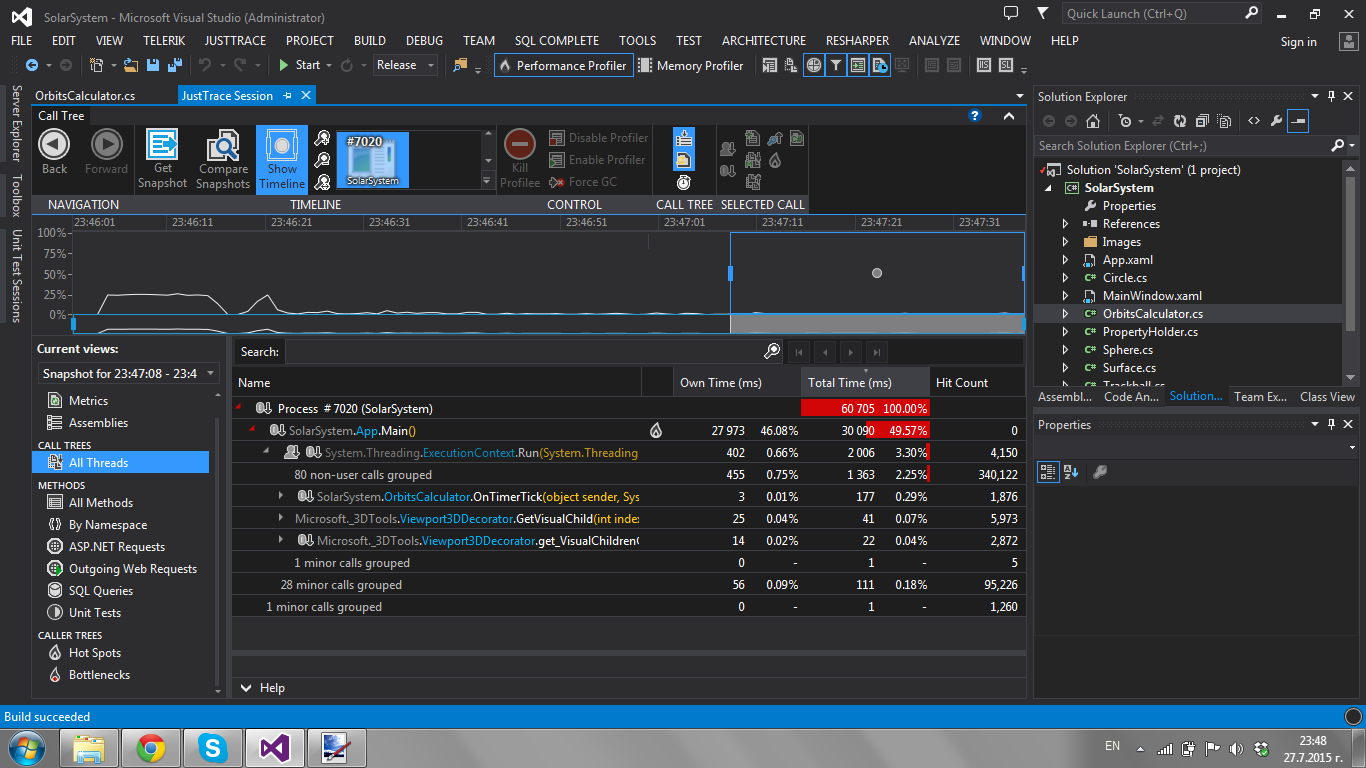 SolarSystem - Microsoft Visual Studio (Administrator)
Quick Launch (Ctrl+Q)
FILE EDIT VIEW TELERIK JUSTTRACE PROJECT BUILD DEBUG TEAM SQL COMPLETE TOOLS TEST ARCHITECTURE RESHARPER ANALYZE WINDOW HELP Sign in
Start Release Performance Profiler Memory Profiler
Server Explorer
Toolbox
Unit Test Sessions
OrbitsCalculator.cs JustTrace Session
Call Tree
Back Forward
Get Snapshot
Compare Snapshots
Show Timeline
#7020
SolarSystem
Kill Profilee
Disable Profiler
Enable Profiler
Force GC
NAVIGATION TIMELINE CONTROL CALL TREE SELECTED CALL
23:46:01 23:46:11 23:46:21 23:46:31 23:46:41 23:46:51 23:47:01 23:47:11 23:47:21 23:47:31
100%
75%
50%
25%
0%
Current views:
Snapshot for 23:47:08 - 23:4
Metrics
Assemblies
CALL TREES
All Threads
METHODS
All Methods
By Namespace
ASP.NET Requests
Outgoing Web Requests
SQL Queries
Unit Tests
CALLER TREES
Hot Spots
Bottlenecks
Search:
Name Own Time (ms) Total Time (ms) Hit Count
Process # 7020 (SolarSystem) 60 705 100.00%
SolarSystem.App.Main() 27 973 46.08% 30 090 49.57% 0
System.Threading.ExecutionContext.Run(System.Threading 402 0.66% 2 006 3.30% 4,150
80 non-user calls grouped 455 0.75% 1 363 2.25% 340,122
SolarSystem.OrbitsCalculator.OnTimerTick(object sender, Sys 3 0.01% 177 0.29% 1,876
Microsoft._3DTools.Viewport3DDecorator.GetVisualChild(int index 25 0.04% 41 0.07% 5,973
Microsoft._3DTools.Viewport3DDecorator.get_VisualChildren( 14 0.02% 22 0.04% 2,872
1 minor calls grouped 0 - 1 - 5
28 minor calls grouped 56 0.09% 111 0.18% 95,226
1 minor calls grouped 0 - 1 - 1,260
Help
Solution Explorer
Search Solution Explorer (Ctrl+;)
Solution 'SolarSystem' (1 project)
SolarSystem
Properties
References
Images
App.xaml
Circle.cs
MainWindow.xaml
OrbitsCalculator.cs
PropertyHolder.cs
Sphere.cs
Surface.cs
Trackball.cs
Assembl... Code An... Solution... Team Ex... Class View
Properties
Build succeeded
EN
23:48
27.7.2015 г.